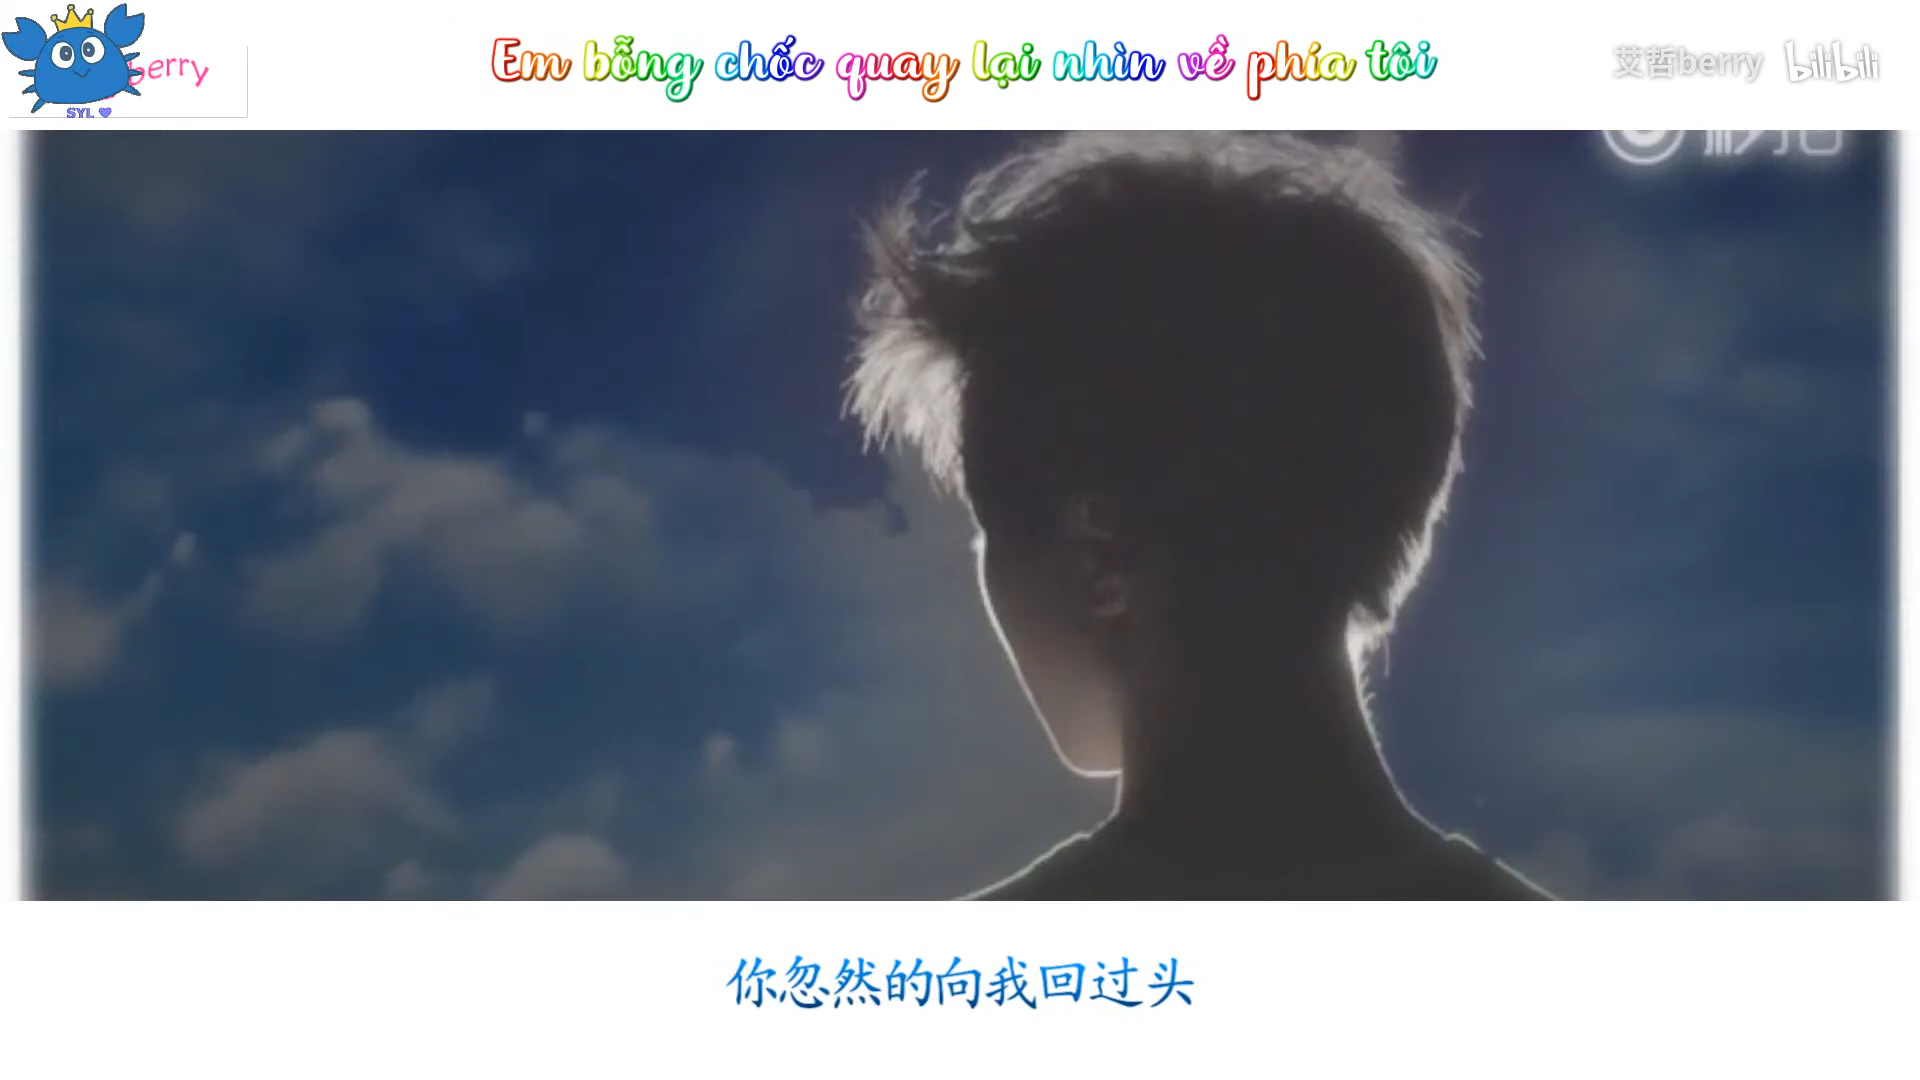 berry
SYL
Em bỗng chốc quay lại nhìn về phía tôi
艾哲berry bilibili
你忽然的向我回过头